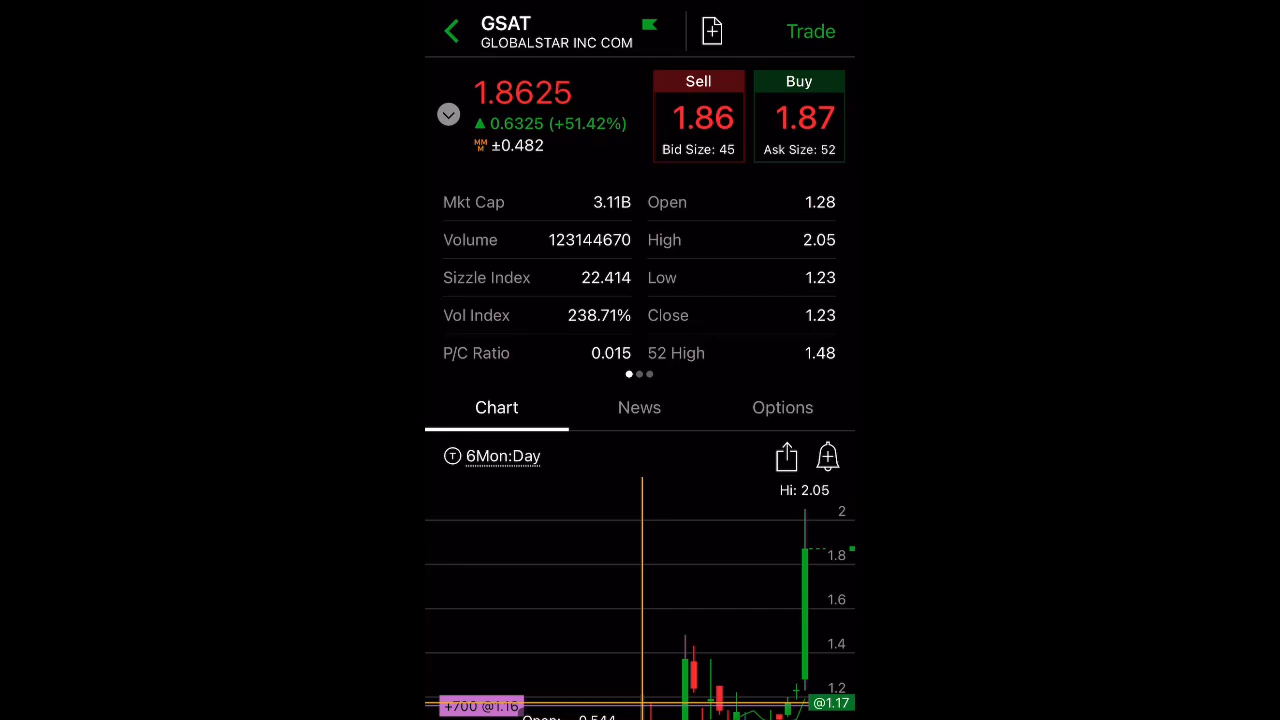 GSAT
GLOBALSTAR INC COM
Trade
1.8625
0.6325 (+51.42%)
MM
M
±0.482
Sell
1.86
Bid Size: 45
Buy
1.87
Ask Size: 52
Mkt Cap 3.11B Open 1.28
Volume 123144670 High 2.05
Sizzle Index 22.414 Low 1.23
Vol Index 238.71% Close 1.23
P/C Ratio 0.015 52 High 1.48
Chart News Options
T 6Mon:Day
Hi: 2.05
2
1.8
1.6
1.4
1.2
+700 @1.16
@1.17
Open: 0.544